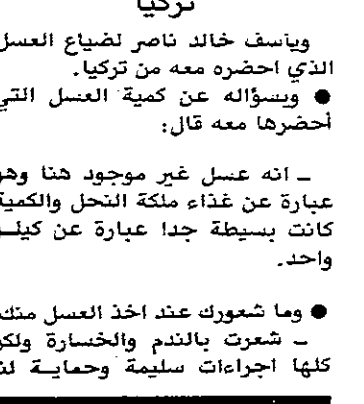 تركيا
وياسف خالد ناصر لضياع العسل
الذي احضره معه من تركيا.
● وبسؤاله عن كمية العسل التي
أحضرها معه قال:
ـ انه عسل غير موجود هنا وهو
عبارة عن غذاء ملكة النحل والكمية
كانت بسيطة جدا عبارة عن كيلو
واحد.
● وما شعورك عند اخذ العسل منك
ـ شعرت بالندم والخسارة ولكن
كلها اجراءات سليمة وحماية لنا